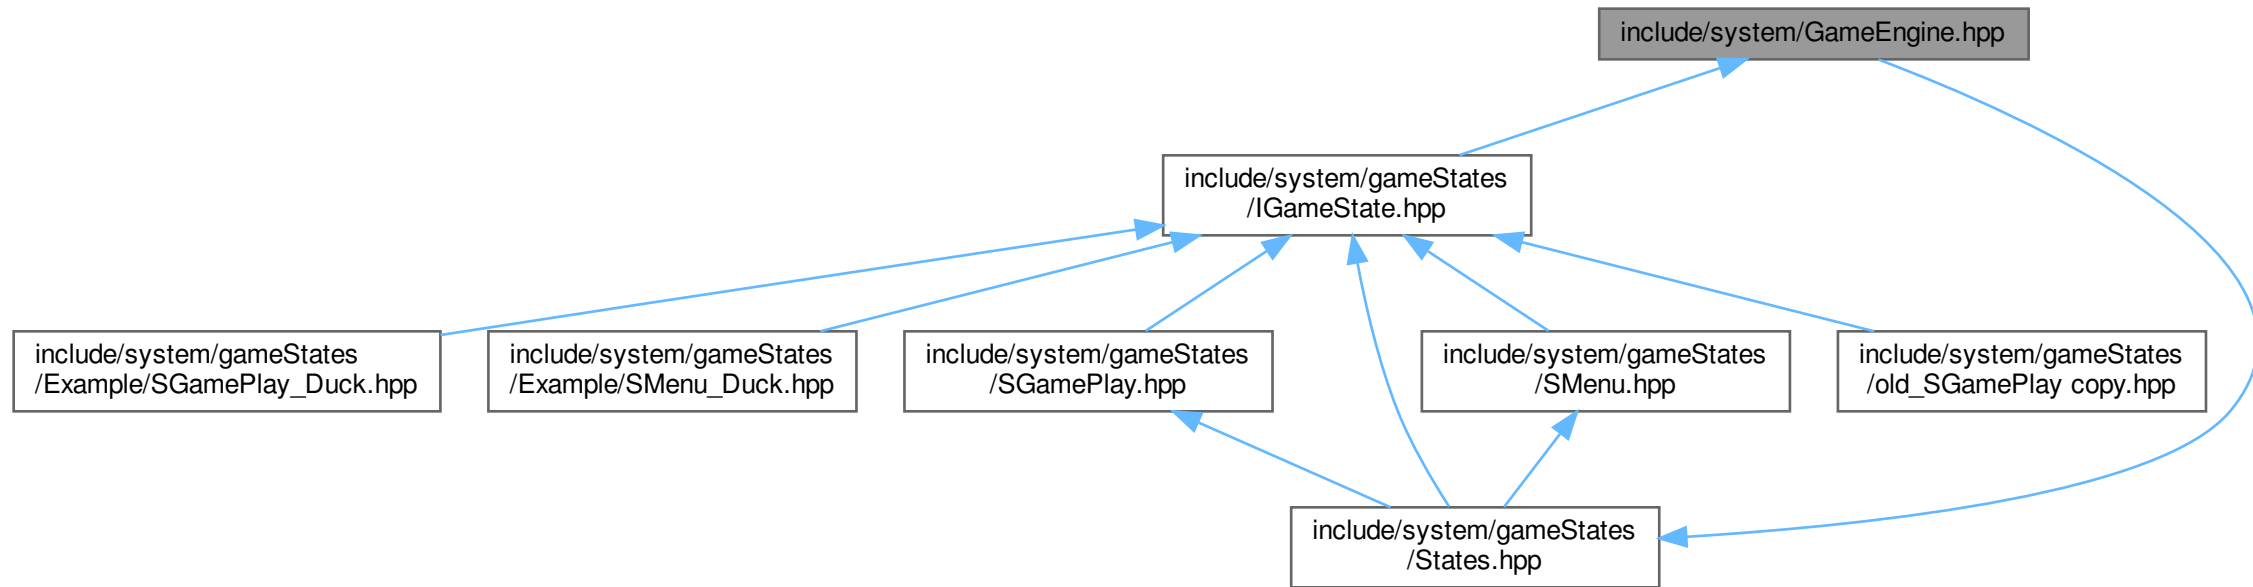 include/system/GameEngine.hpp
include/system/gameStates
/IGameState.hpp
include/system/gameStates
/Example/SGamePlay_Duck.hpp
include/system/gameStates
/Example/SMenu_Duck.hpp
include/system/gameStates
/SGamePlay.hpp
include/system/gameStates
/SMenu.hpp
include/system/gameStates
/old_SGamePlay copy.hpp
include/system/gameStates
/States.hpp